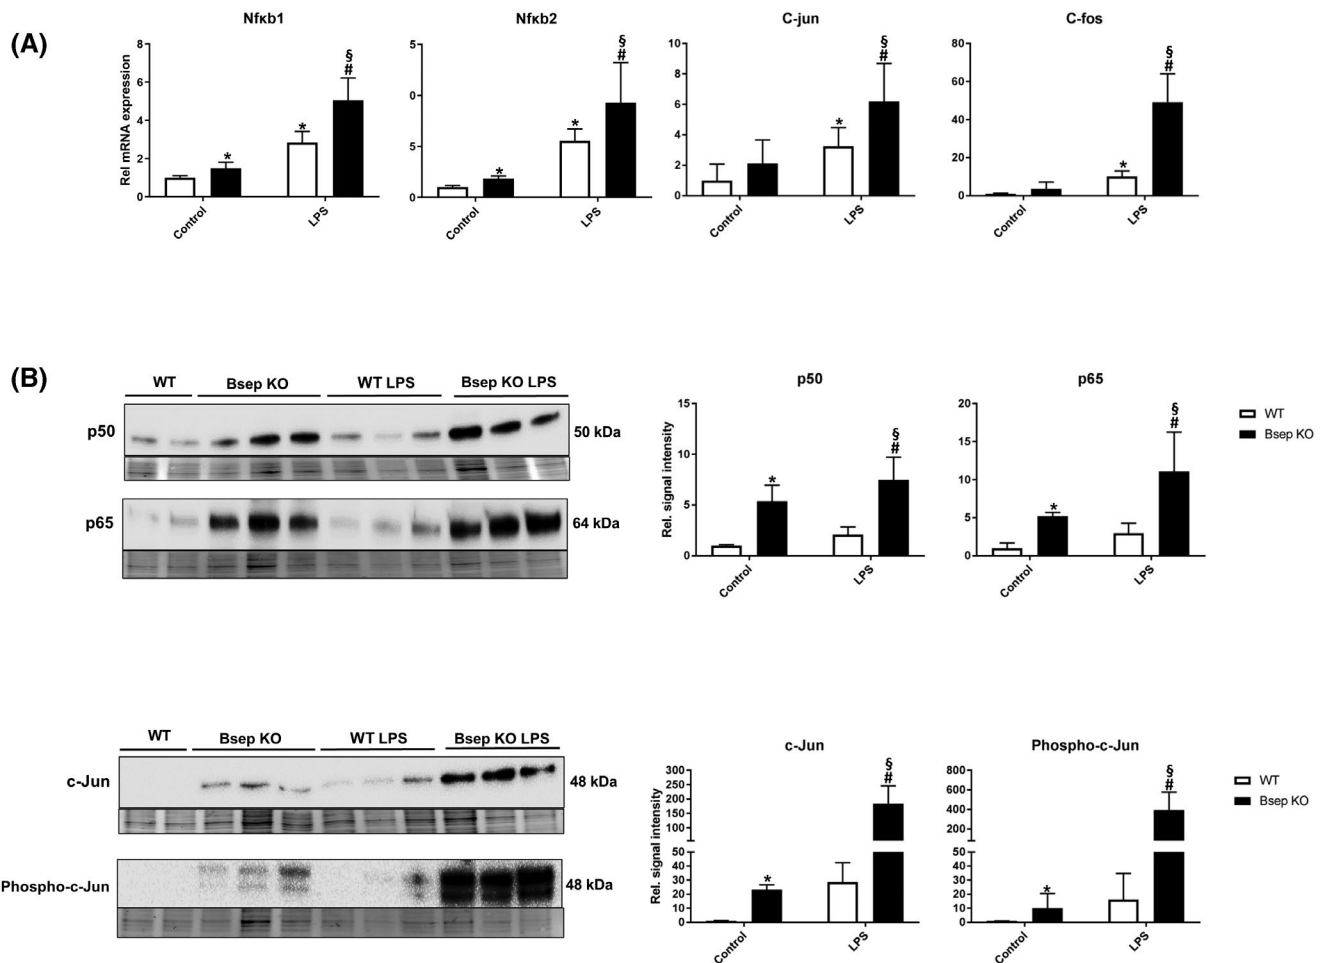 (A)
Nfκb1
Nfκb2
C-jun
C-fos
Rel mRNA expression
8
6
4
2
0
§
#
*
*
Control
LPS
5
0
5
0
§
#
*
*
Control
LPS
10
8
6
4
2
0
§
#
*
Control
LPS
80
60
40
20
0
§
#
*
Control
LPS
(B)
WT
Bsep KO
WT LPS
Bsep KO LPS
p50
50 kDa
p65
64 kDa
p50
Rel. signal intensity
15
10
5
0
*
§
#
Control
LPS
p65
20
15
10
5
0
*
§
#
Control
LPS
WT
Bsep KO
WT
Bsep KO
WT LPS
Bsep KO LPS
c-Jun
48 kDa
Phospho-c-Jun
48 kDa
c-Jun
Rel. signal intensity
300
250
200
150
100
50
40
30
20
10
0
*
§
#
Control
LPS
Phospho-c-Jun
800
600
400
200
50
40
30
20
10
0
*
§
#
Control
LPS
WT
Bsep KO